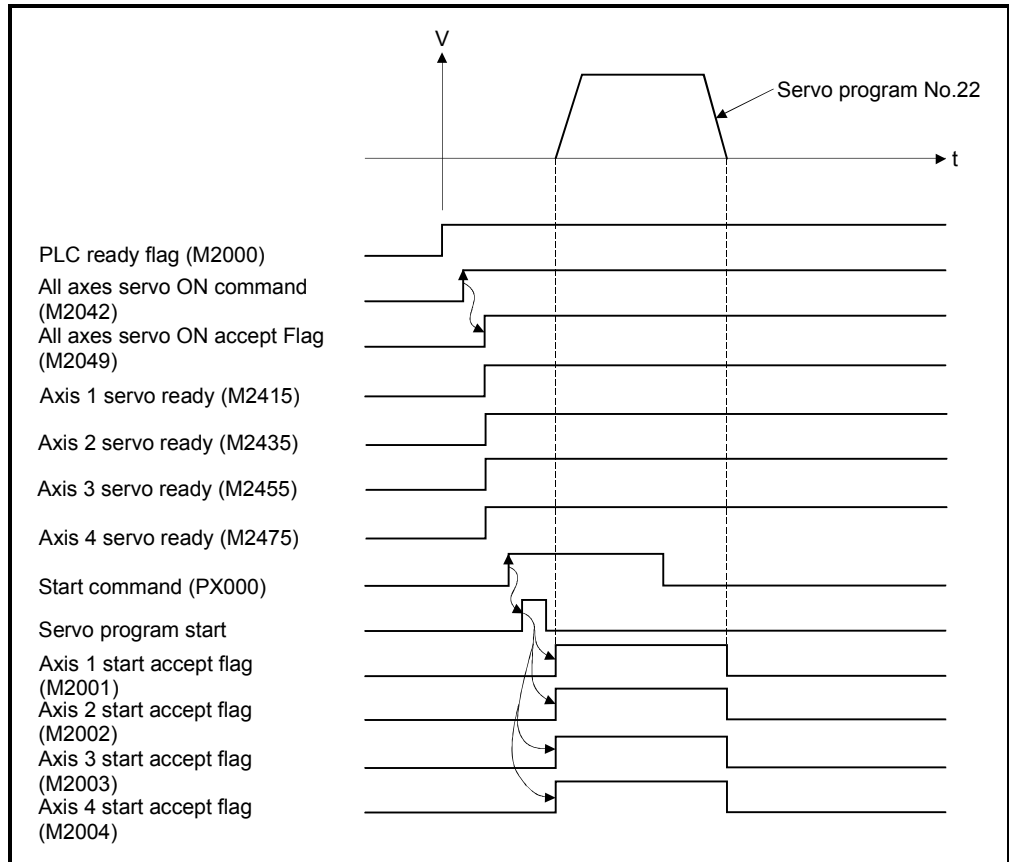 V
Servo program No.22
t
PLC ready flag (M2000)
All axes servo ON command
(M2042)
All axes servo ON accept Flag
(M2049)
Axis 1 servo ready (M2415)
Axis 2 servo ready (M2435)
Axis 3 servo ready (M2455)
Axis 4 servo ready (M2475)
Start command (PX000)
Servo program start
Axis 1 start accept flag
(M2001)
Axis 2 start accept flag
(M2002)
Axis 3 start accept flag
(M2003)
Axis 4 start accept flag
(M2004)